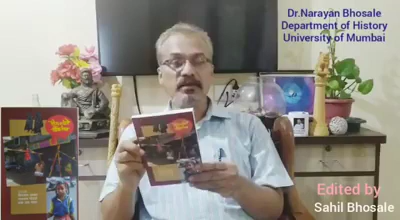 Dr.Narayan Bhosale
Department of History
University of Mumbai
Edited by
Sahil Bhosale